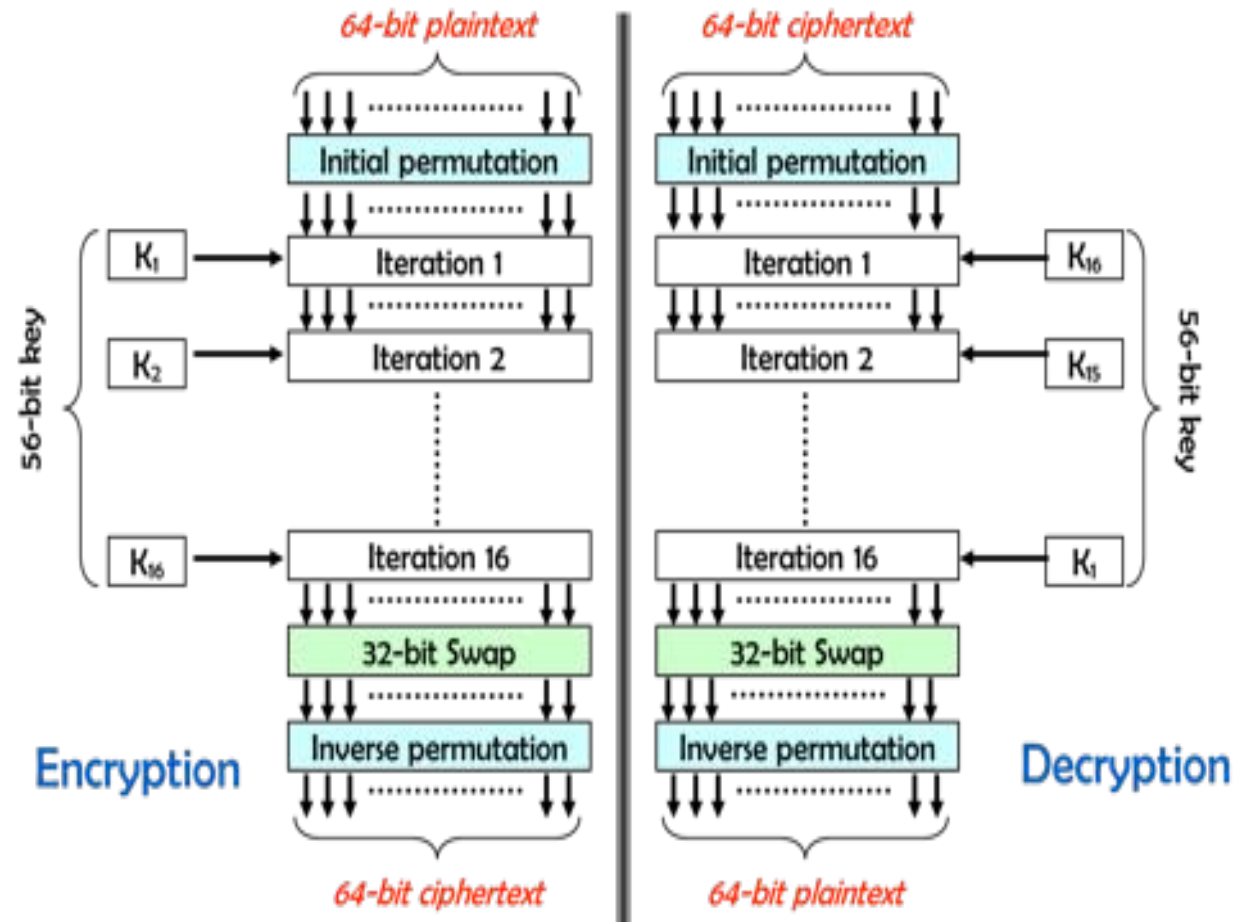 64-bit plaintext
Initial permutation
K₁
Iteration 1
K₂
Iteration 2
56-bit key
K₁₆
Iteration 16
32-bit Swap
Inverse permutation
Encryption
64-bit ciphertext
64-bit ciphertext
Initial permutation
Iteration 1
K₁₆
Iteration 2
K₁₅
56-bit key
Iteration 16
K₁
32-bit Swap
Inverse permutation
Decryption
64-bit plaintext